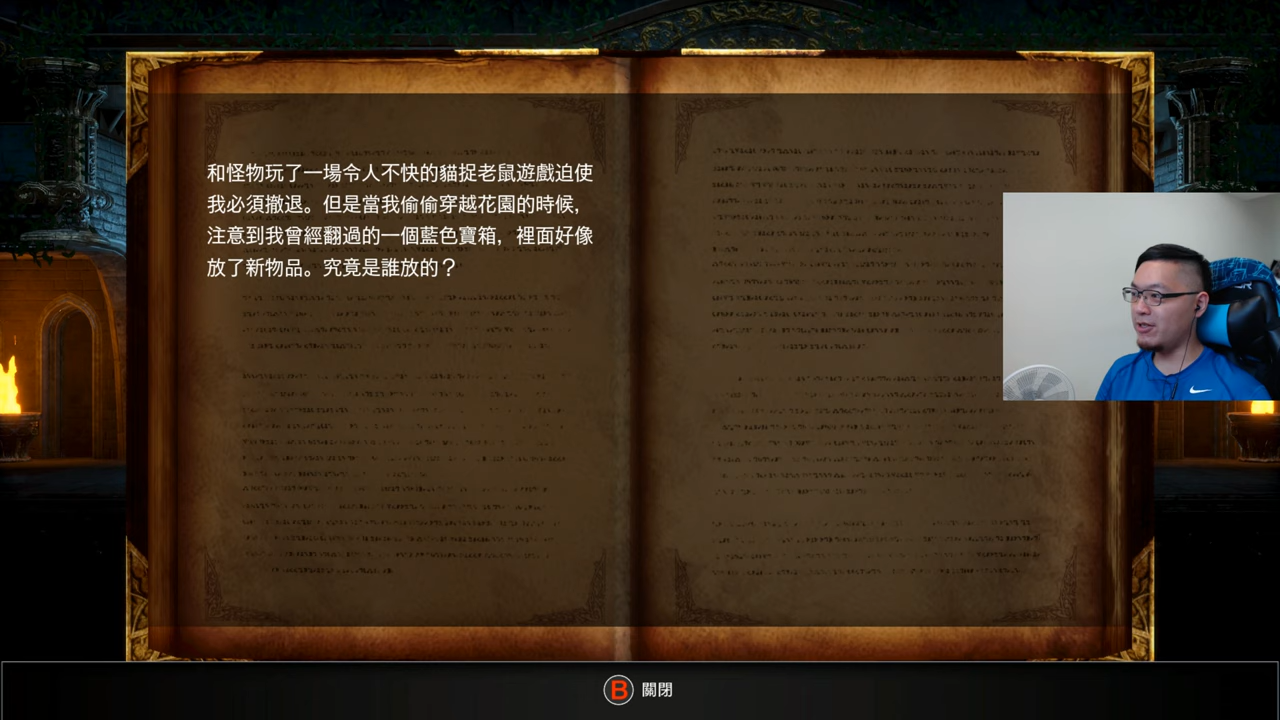 和怪物玩了一場令人不快的貓捉老鼠遊戲迫使
我必須撤退。但是當我偷偷穿越花園的時候,
注意到我曾經翻過的一個藍色寶箱,裡面好像
放了新物品。究竟是誰放的?
B 關閉